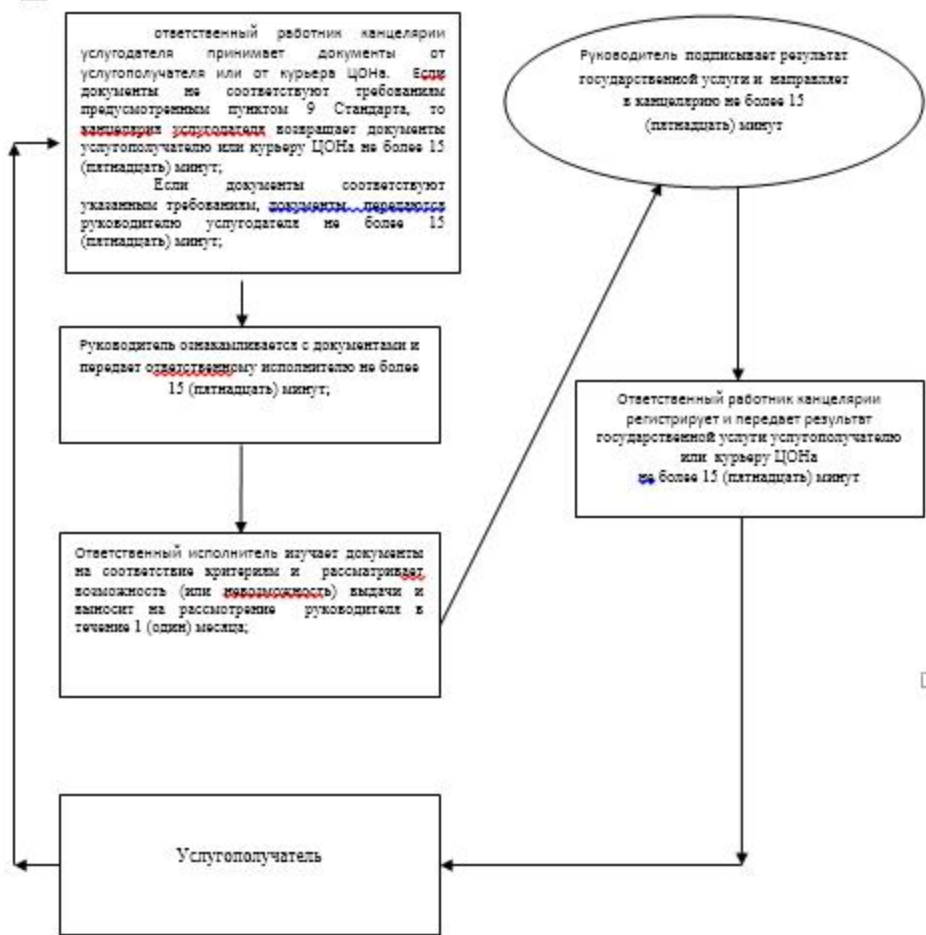 ответственный работник канцелярии
услугодателя принимает документы от
услугополучателя или от курьера ЦОНа. Если
документы не соответствуют требованиям
предусмотренным пунктом 9 Стандарта, то
канцелярия услугодателя возвращает документы
услугополучателю или курьеру ЦОНа не более 15
(пятнадцать) минут;
Если документы соответствуют
указанным требованиям, документы передаются
руководителю услугодателя не более 15
(пятнадцать) минут;
Руководитель ознакамливается с документами и
передает ответственному исполнителю не более
15 (пятнадцать) минут;
Ответственный исполнитель изучает документы
на соответствие критериям и рассматривает
возможность (или невозможность) выдачи и
выносит на рассмотрение руководителя в
течение 1 (один) месяца;
Руководитель подписывает результат
государственной услуги и направляет
в канцелярию не более 15
(пятнадцать) минут
Ответственный работник канцелярии
регистрирует и передает результат
государственной услуги услугополучателю
или курьеру ЦОНа
не более 15 (пятнадцать) минут
Услугополучатель